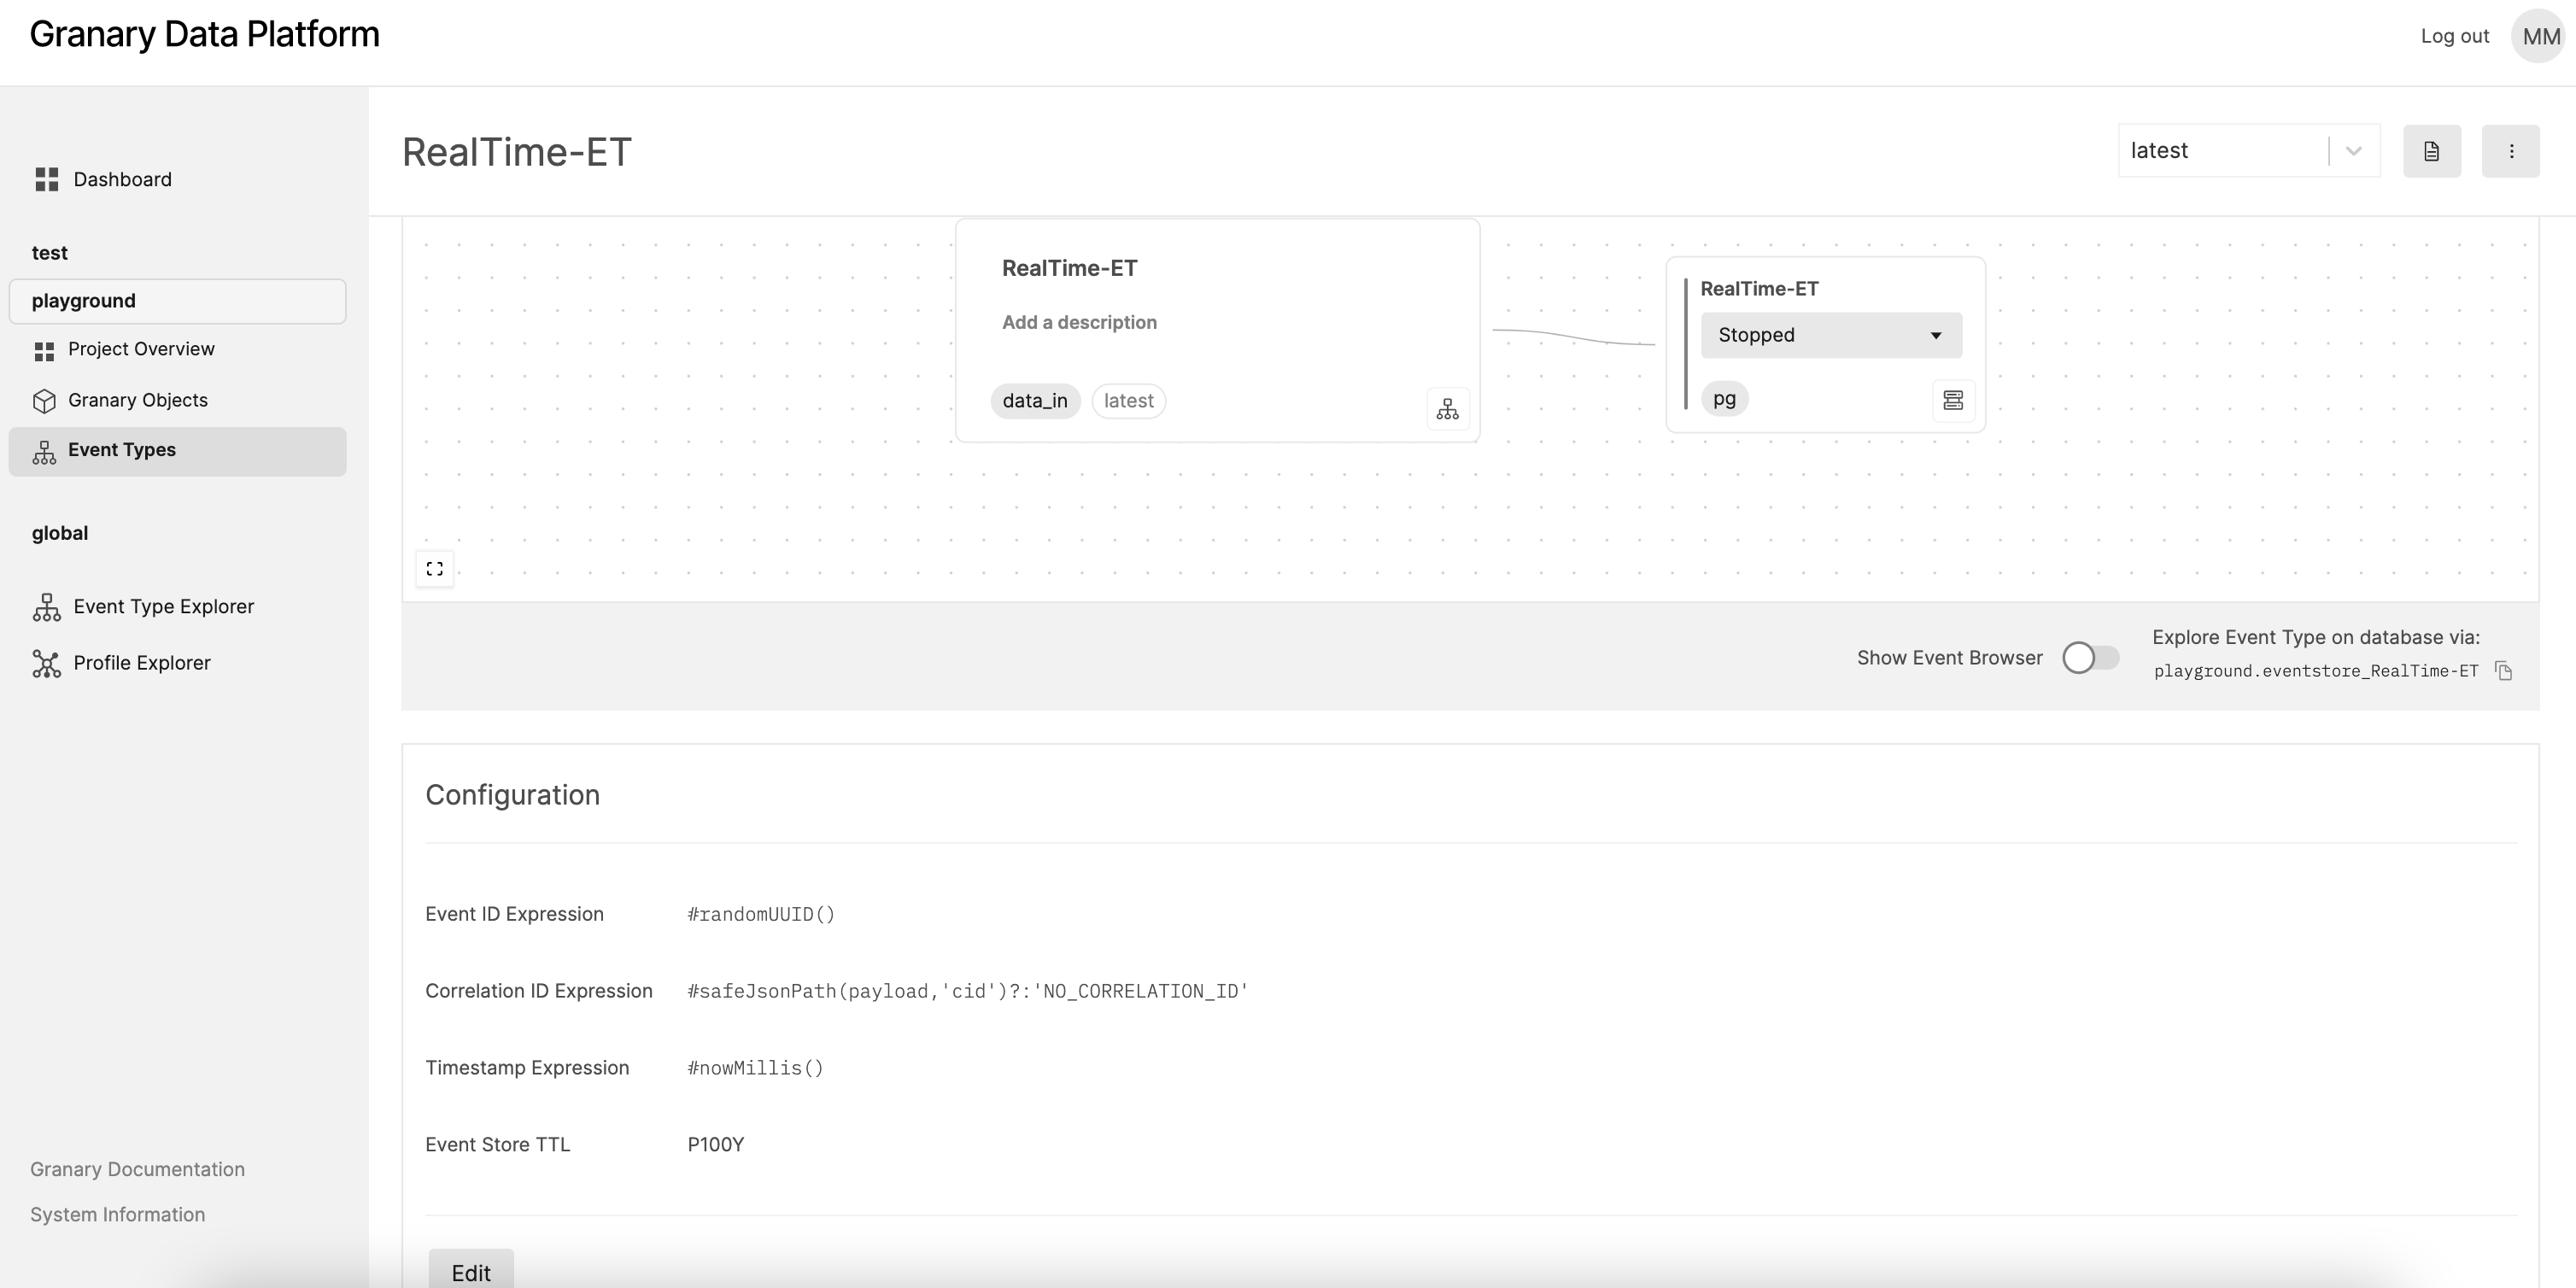 Granary Data Platform
Log out
MM
Dashboard
test
playground
Project Overview
Granary Objects
Event Types
global
Event Type Explorer
Profile Explorer
Granary Documentation
System Information
RealTime-ET
latest
RealTime-ET
Add a description
data_in
latest
RealTime-ET
Stopped
pg
Show Event Browser
Explore Event Type on database via:
playground.eventstore_RealTime-ET
Configuration
Event ID Expression #randomUUID()
Correlation ID Expression #safeJsonPath(payload,'cid')?:'NO_CORRELATION_ID'
Timestamp Expression #nowMillis()
Event Store TTL P100Y
Edit